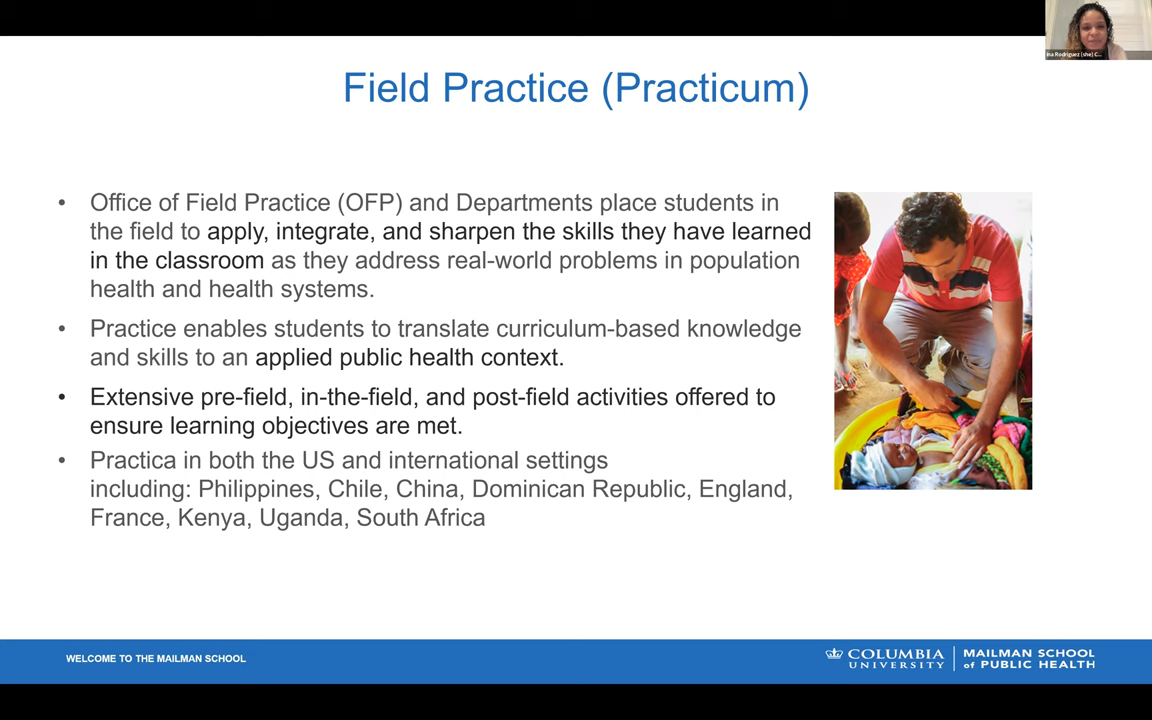 Rodriguez (she) C...
Field Practice (Practicum)
• Office of Field Practice (OFP) and Departments place students in
the field to apply, integrate, and sharpen the skills they have learned
in the classroom as they address real-world problems in population
health and health systems.
• Practice enables students to translate curriculum-based knowledge
and skills to an applied public health context.
• Extensive pre-field, in-the-field, and post-field activities offered to
ensure learning objectives are met.
• Practica in both the US and international settings
including: Philippines, Chile, China, Dominican Republic, England,
France, Kenya, Uganda, South Africa
WELCOME TO THE MAILMAN SCHOOL
COLUMBIA
UNIVERSITY
MAILMAN SCHOOL
of PUBLIC HEALTH